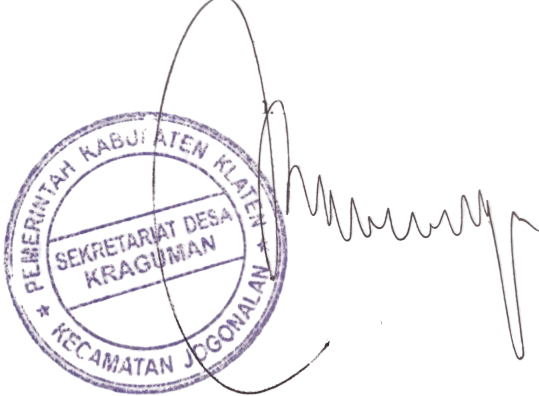 PEMERINTAH KABUPATEN KLATEN
SEKRETARIAT DESA
KRAGUMAN
★ KECAMATAN JOGONALAN ★